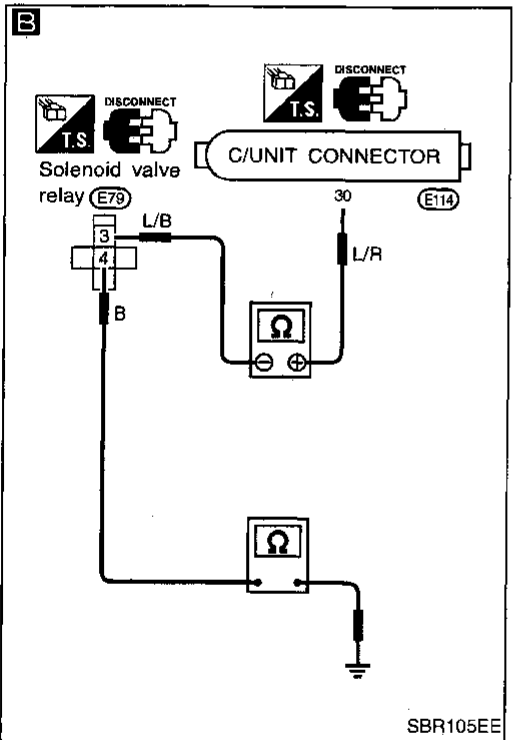 B
T.S.
DISCONNECT
T.S.
DISCONNECT
Solenoid valve
relay E79
C/UNIT CONNECTOR
30
E114
3
L/B
L/R
4
B
Ω
⊖ ⊕
Ω
SBR105EE